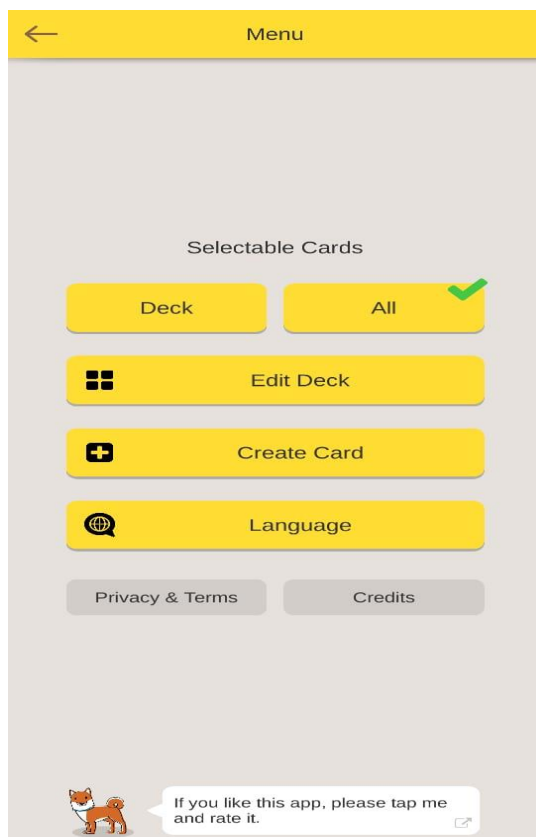 Menu
Selectable Cards
Deck
All
Edit Deck
Create Card
Language
Privacy & Terms
Credits
If you like this app, please tap me
and rate it.